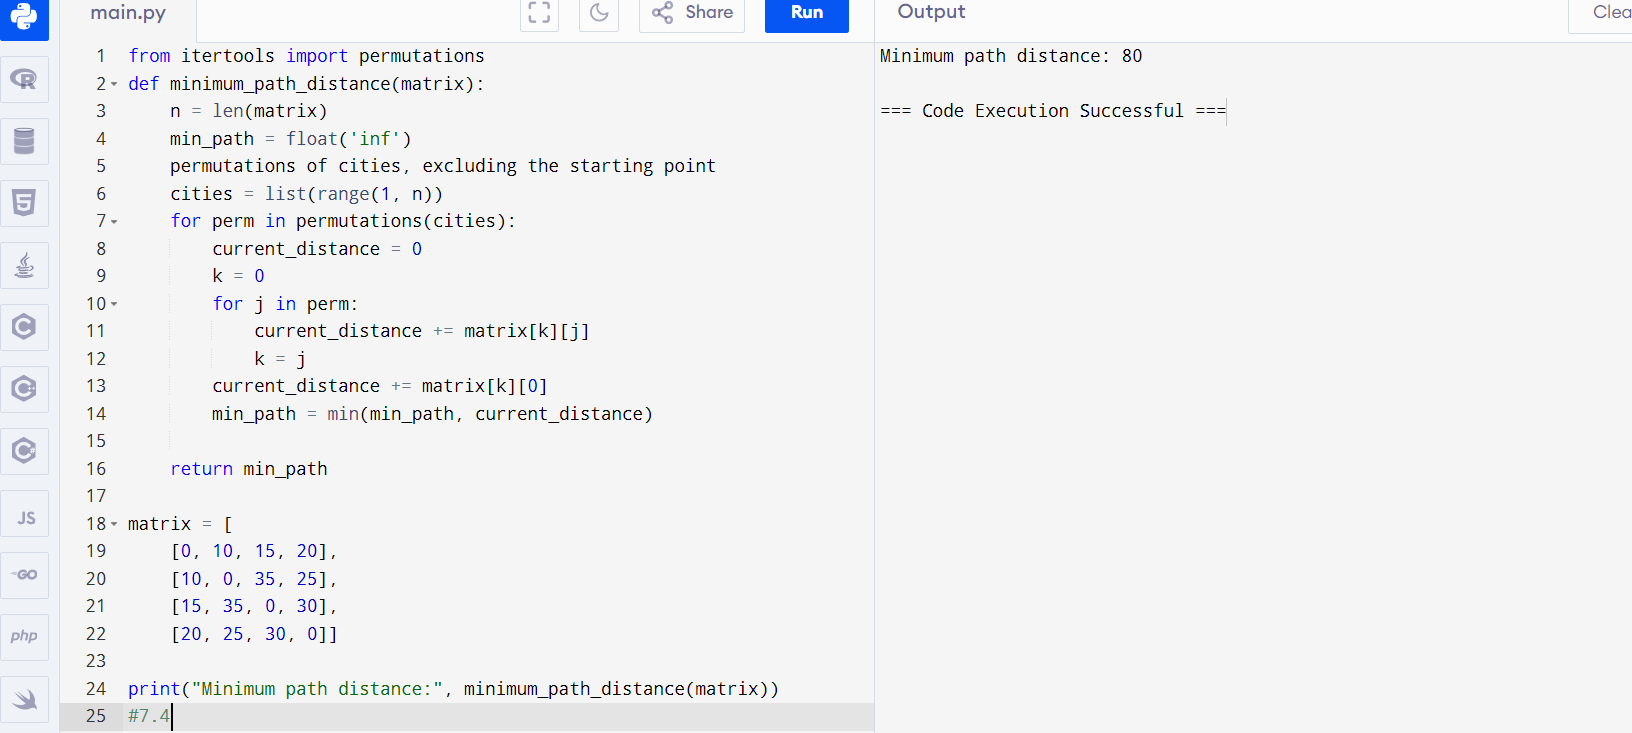 main.py
Share
Run
Output
Clea
1 from itertools import permutations
2 def minimum_path_distance(matrix):
3     n = len(matrix)
4     min_path = float('inf')
5     permutations of cities, excluding the starting point
6     cities = list(range(1, n))
7     for perm in permutations(cities):
8         current_distance = 0
9         k = 0
10         for j in perm:
11             current_distance += matrix[k][j]
12             k = j
13         current_distance += matrix[k][0]
14         min_path = min(min_path, current_distance)
15
16     return min_path
17
18 matrix = [
19     [0, 10, 15, 20],
20     [10, 0, 35, 25],
21     [15, 35, 0, 30],
22     [20, 25, 30, 0]]
23
24 print("Minimum path distance:", minimum_path_distance(matrix))
25 #7.4
Minimum path distance: 80
=== Code Execution Successful ===
R
5
C
C
C
JS
GO
php